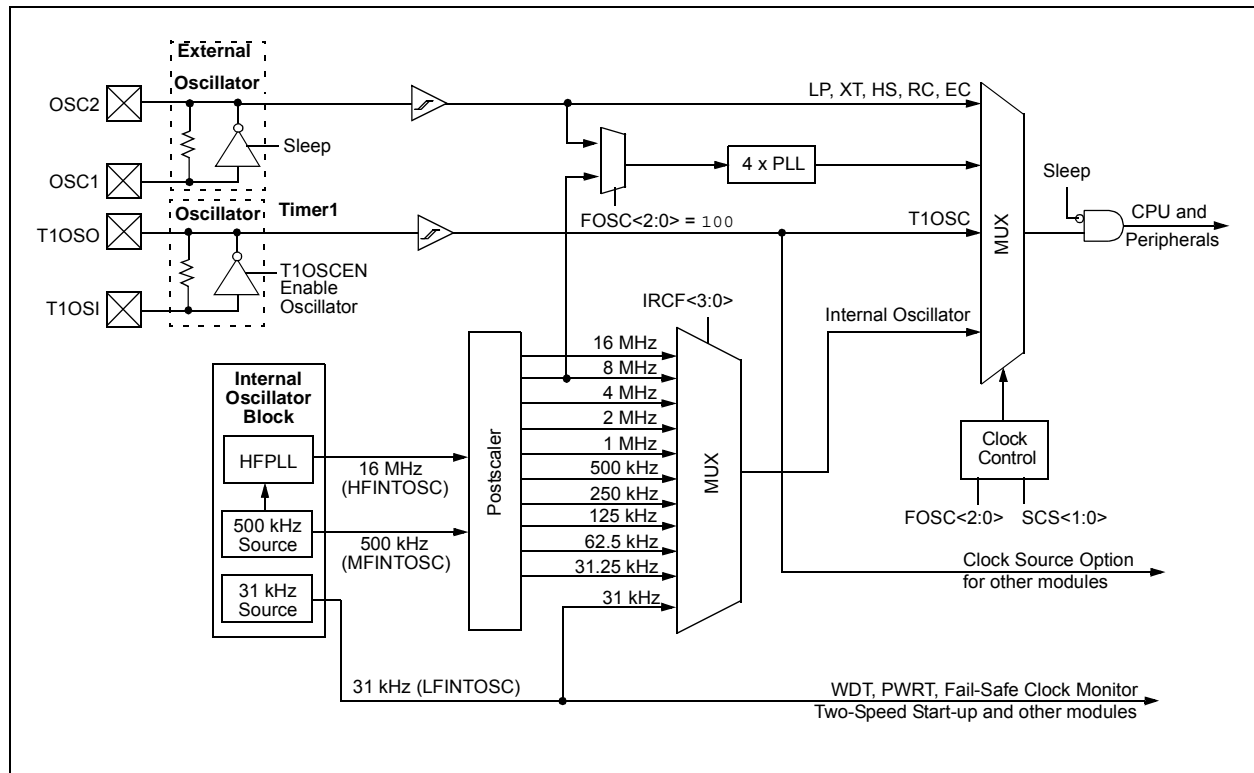 External
Oscillator
OSC2
Sleep
OSC1
LP, XT, HS, RC, EC
4 x PLL
FOSC<2:0> = 100
Sleep
CPU and
Peripherals
MUX
Oscillator
Timer1
T1OSO
T1OSC
T1OSCEN
Enable
Oscillator
T1OSI
IRCF<3:0>
Internal Oscillator
Internal
Oscillator
Block
HFPLL
500 kHz
Source
31 kHz
Source
16 MHz
(HFINTOSC)
500 kHz
(MFINTOSC)
Postscaler
16 MHz
8 MHz
4 MHz
2 MHz
1 MHz
500 kHz
250 kHz
125 kHz
62.5 kHz
31.25 kHz
31 kHz
MUX
Clock
Control
FOSC<2:0>
SCS<1:0>
Clock Source Option
for other modules
31 kHz (LFINTOSC)
WDT, PWRT, Fail-Safe Clock Monitor
Two-Speed Start-up and other modules